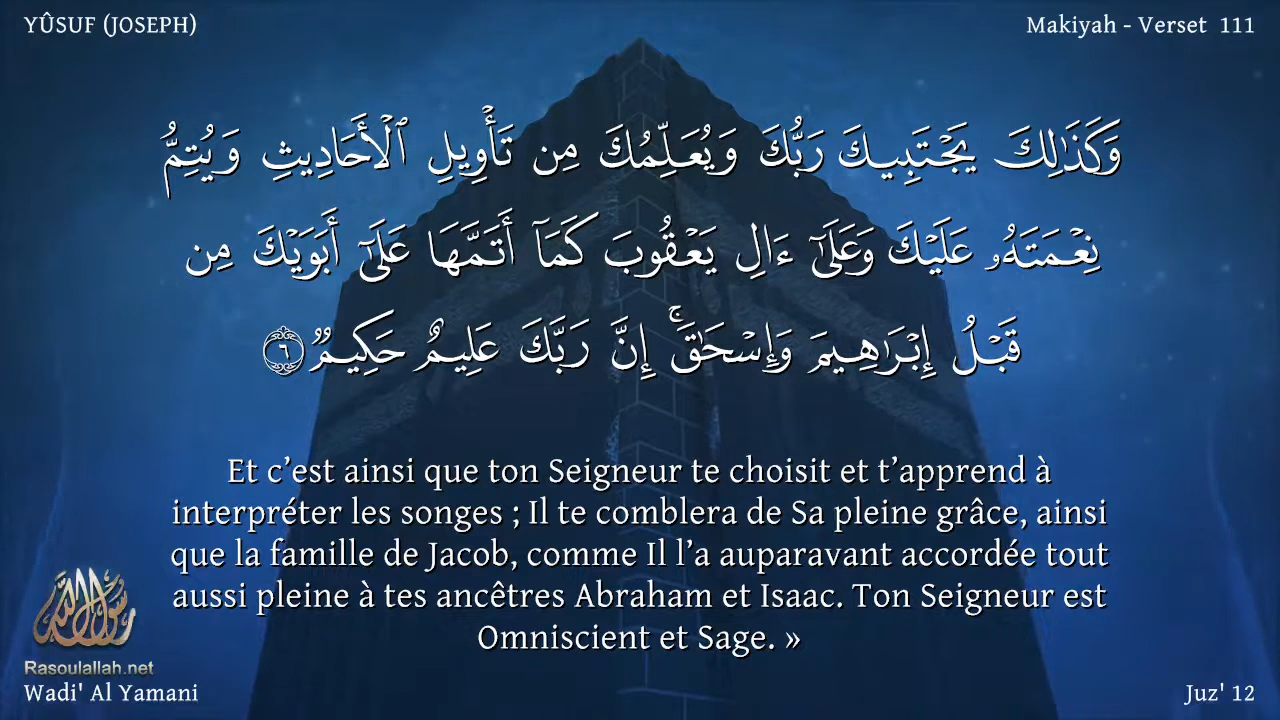 YÛSUF (JOSEPH)
Makiyah - Verset 111
وَكَذَٰلِكَ يَجْتَبِيكَ رَبُّكَ وَيُعَلِّمُكَ مِن تَأْوِيلِ ٱلْأَحَادِيثِ وَيُتِمُّ
نِعْمَتَهُۥ عَلَيْكَ وَعَلَىٰٓ ءَالِ يَعْقُوبَ كَمَآ أَتَمَّهَا عَلَىٰٓ أَبَوَيْكَ مِن
قَبْلُ إِبْرَٰهِيمَ وَإِسْحَٰقَ ۚ إِنَّ رَبَّكَ عَلِيمٌ حَكِيمٌ ٦
Et c’est ainsi que ton Seigneur te choisit et t’apprend à
interpréter les songes ; Il te comblera de Sa pleine grâce, ainsi
que la famille de Jacob, comme Il l’a auparavant accordée tout
aussi pleine à tes ancêtres Abraham et Isaac. Ton Seigneur est
Omniscient et Sage. »
رسول الله
Rasoulallah.net
Wadi' Al Yamani
Juz' 12